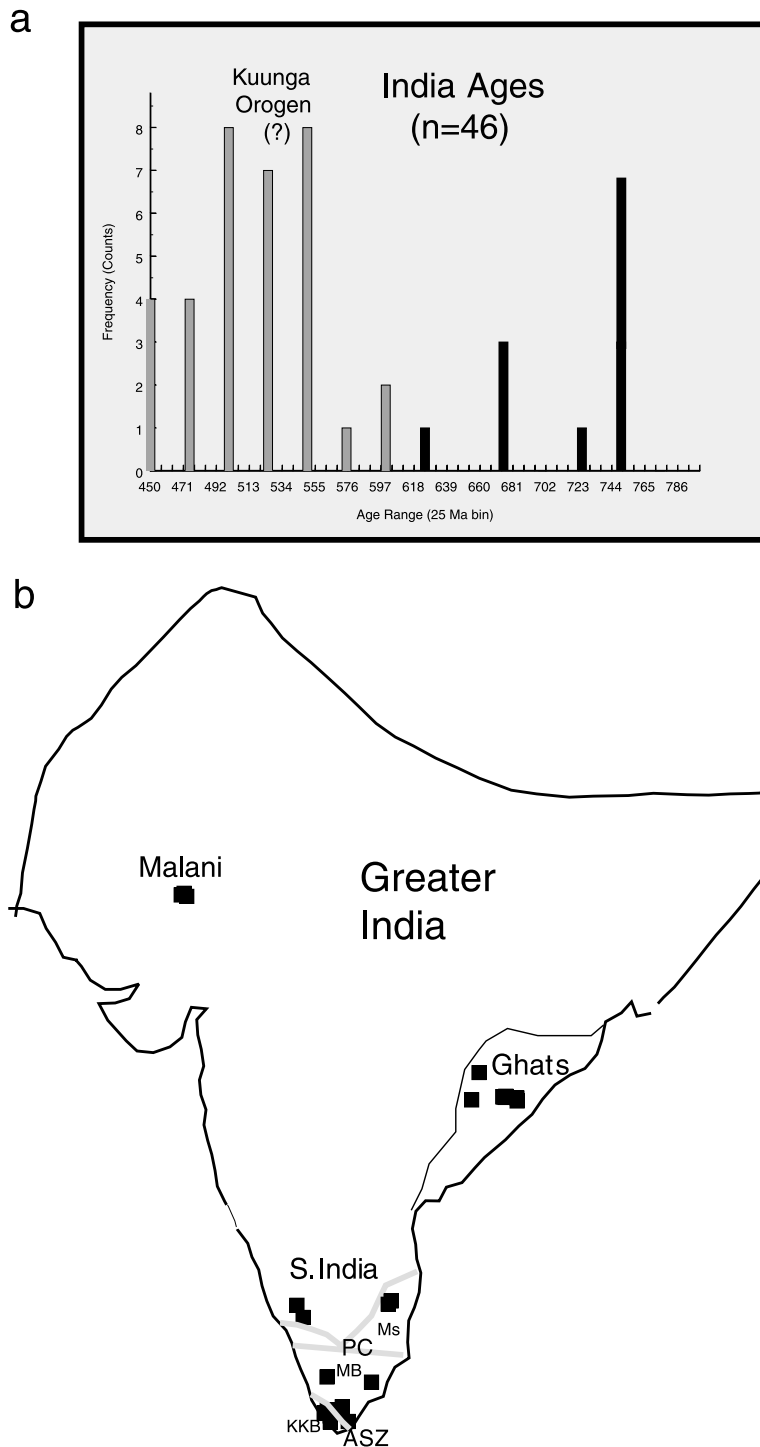 a
Kuunga
Orogen
(?)
India Ages
(n=46)
Frequency (Counts)
8
7
6
5
4
3
2
1
0
450 471 492 513 534 555 576 597 618 639 660 681 702 723 744 765 786
Age Range (25 Ma bin)
b
Malani
Greater
India
Ghats
S.India
Ms
PC
MB
KKB
ASZ